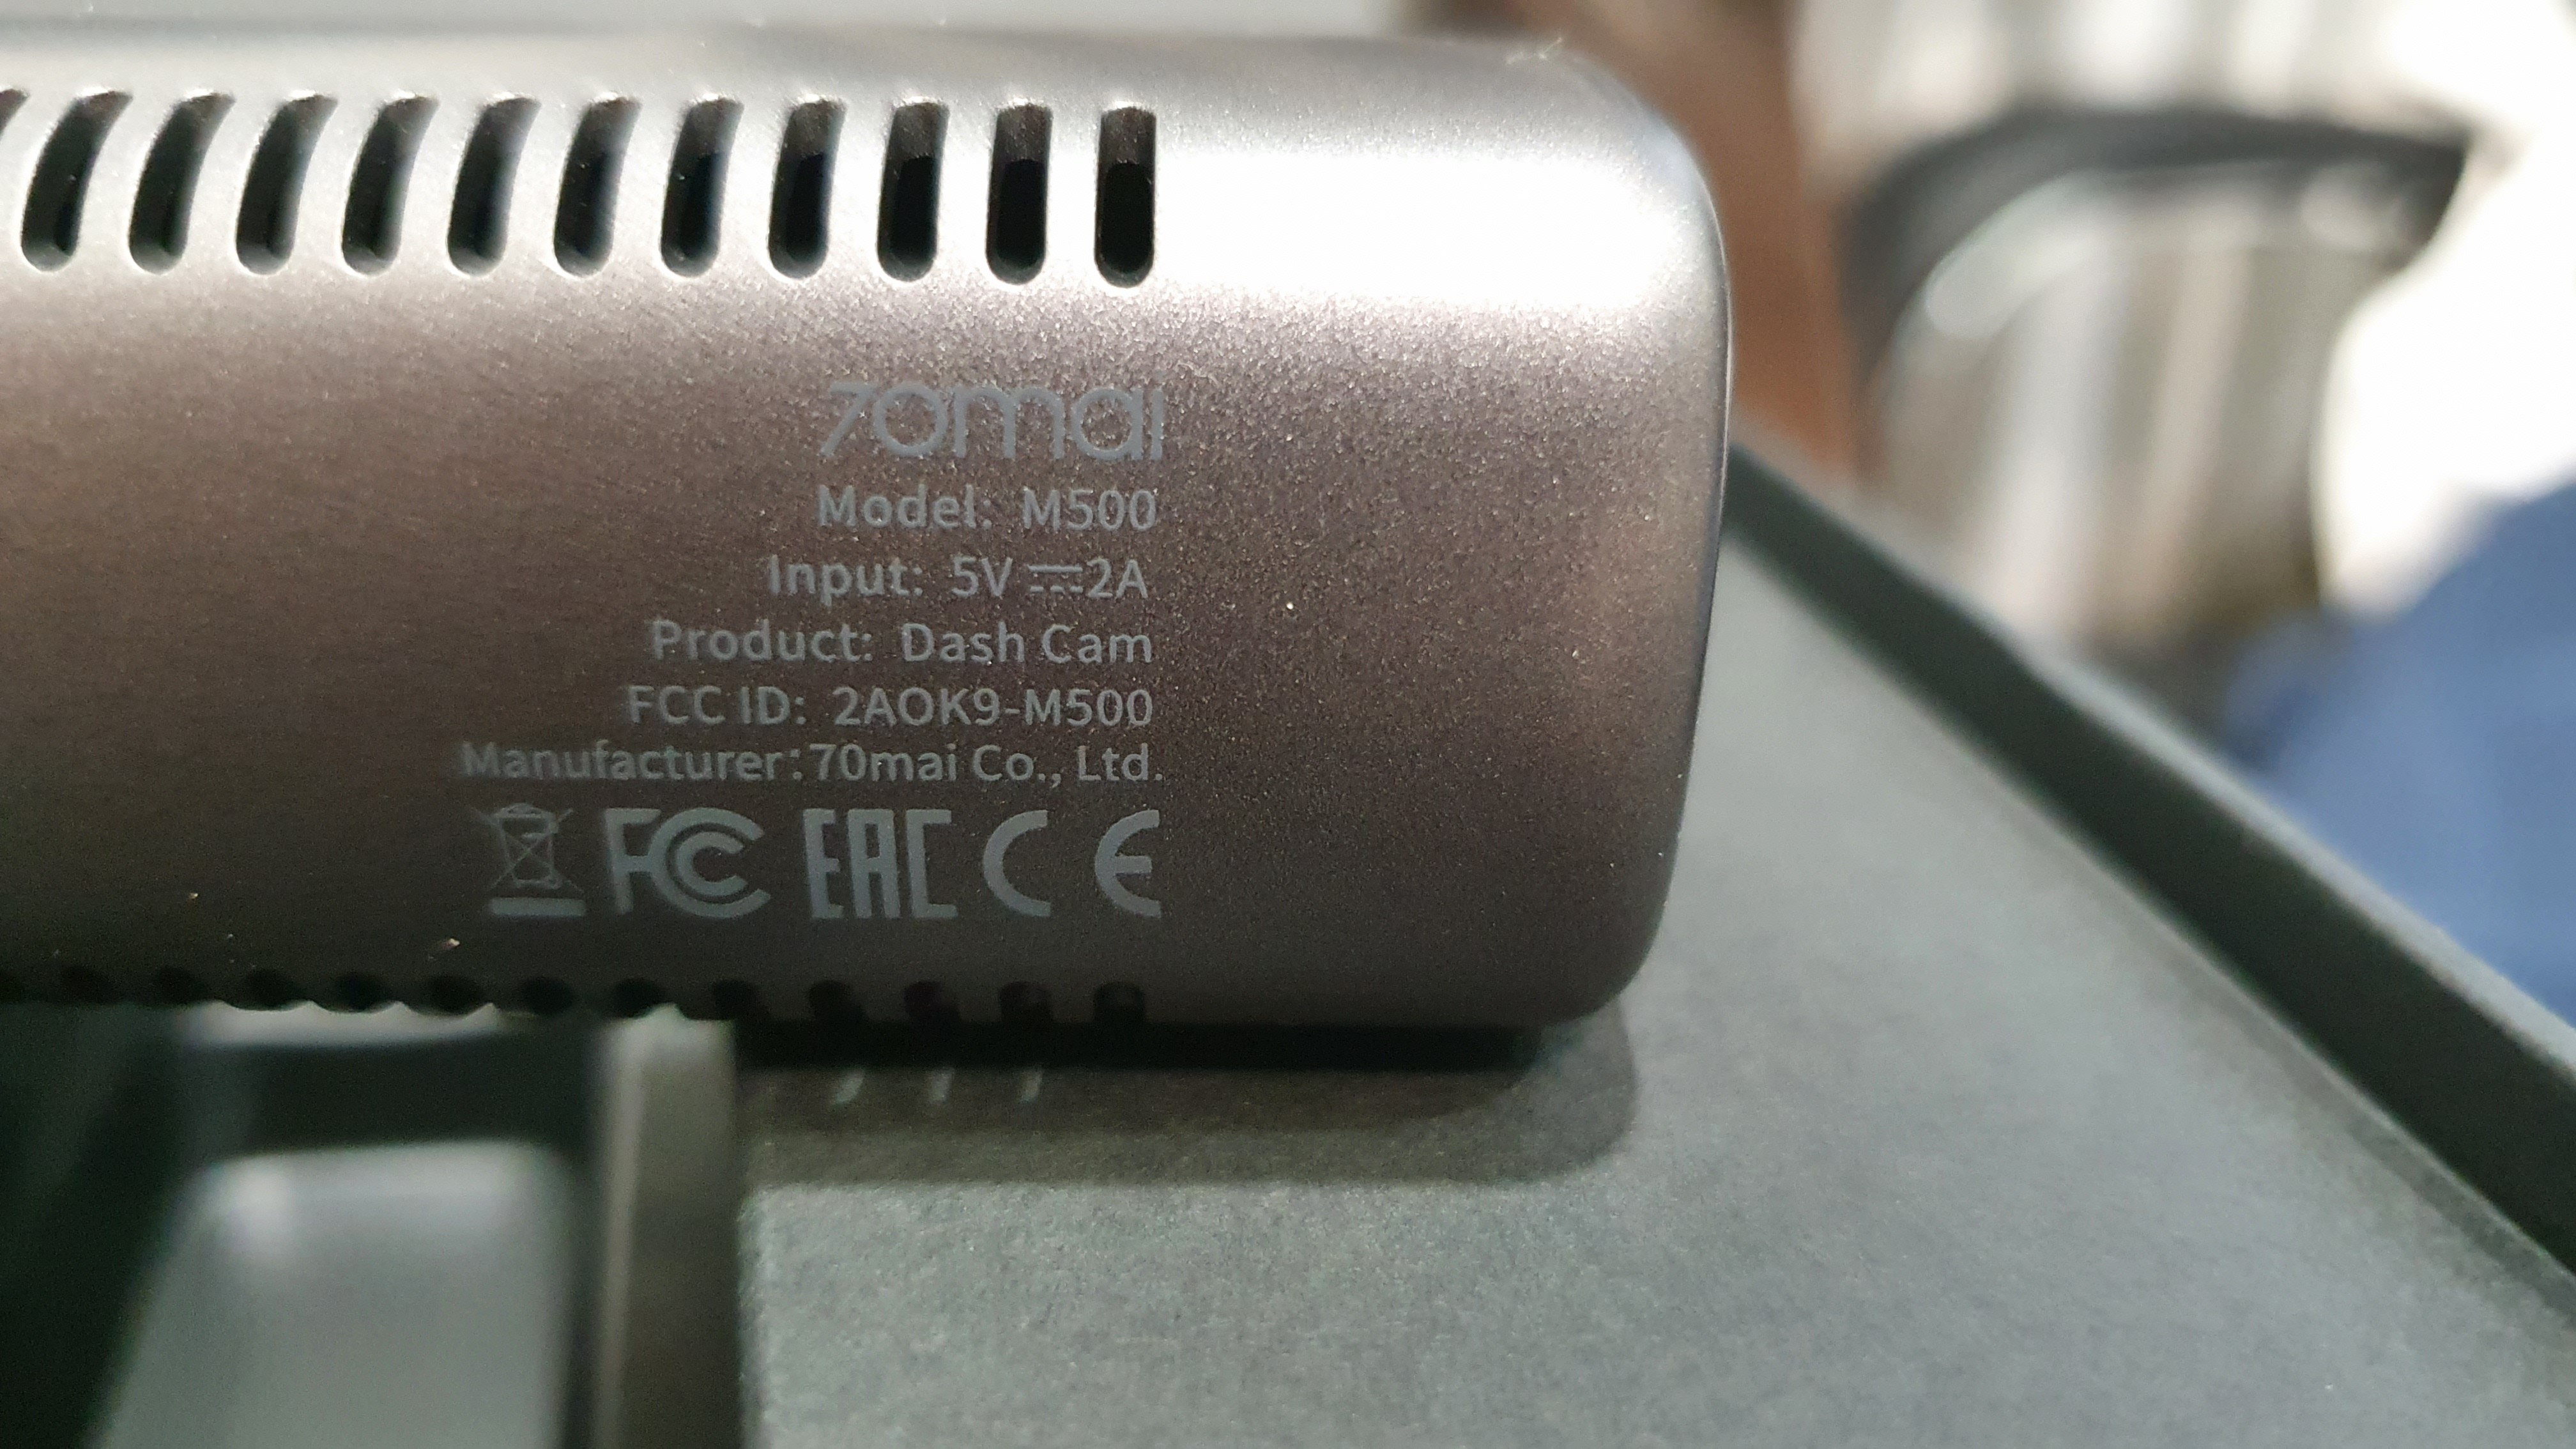 70mai
Model: M500
Input: 5V⎓2A
Product: Dash Cam
FCC ID: 2AOK9-M500
Manufacturer:70mai Co., Ltd.
FC EAC CE